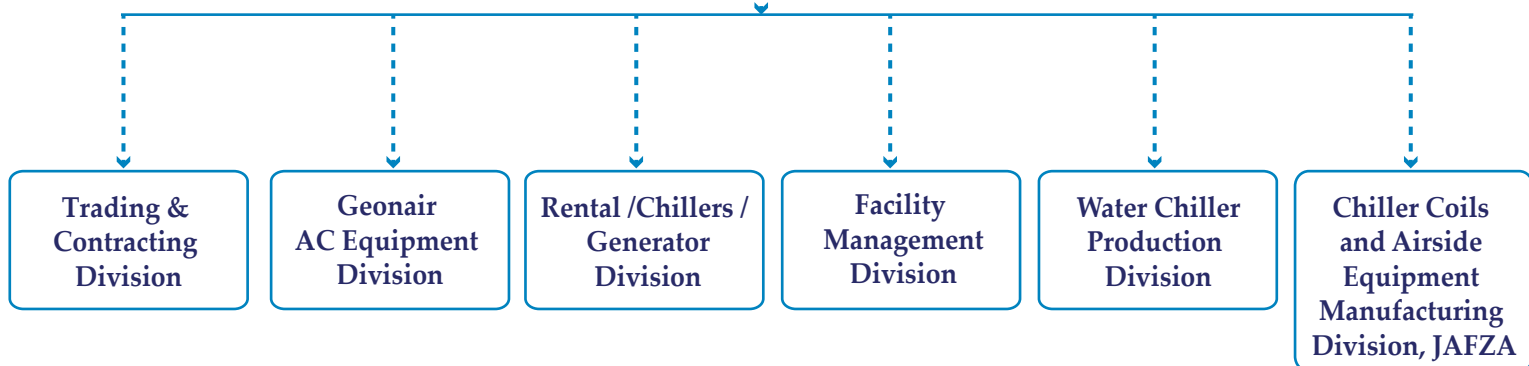 Trading &
Contracting
Division
Geonair
AC Equipment
Division
Rental /Chillers /
Generator
Division
Facility
Management
Division
Water Chiller
Production
Division
Chiller Coils
and Airside
Equipment
Manufacturing
Division, JAFZA